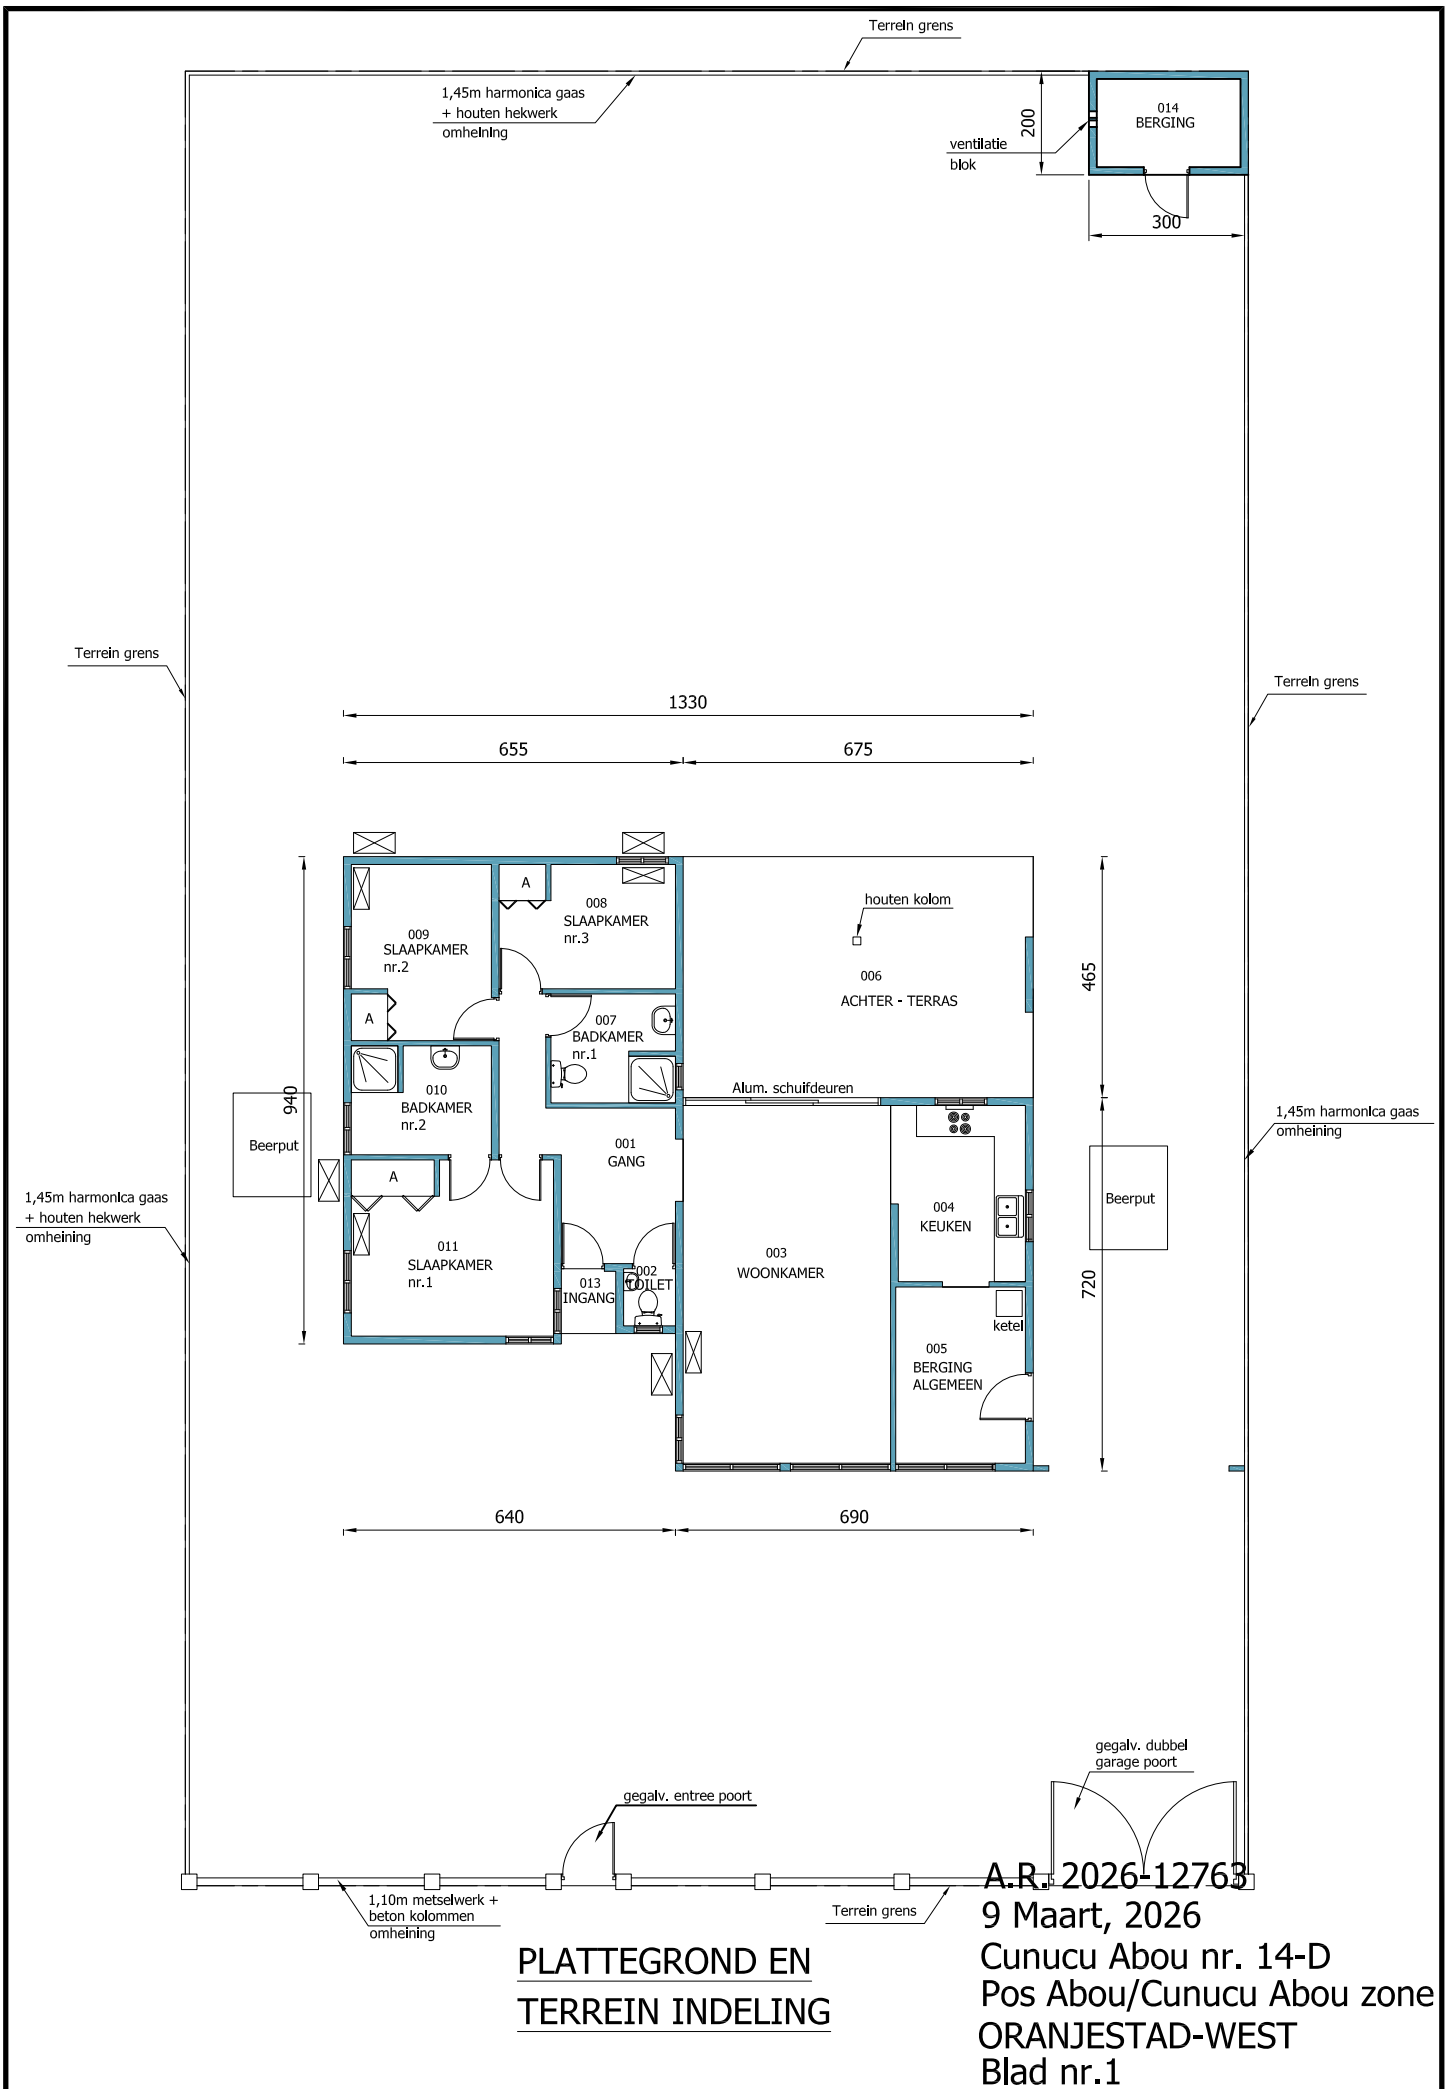 Terrein grens
1,45m harmonica gaas
+ houten hekwerk
omheining
014
BERGING
200
ventilatie
blok
300
Terrein grens
Terrein grens
1330
655
675
A
008
SLAAPKAMER
nr.3
009
SLAAPKAMER
nr.2
houten kolom
006
ACHTER - TERRAS
465
A
007
BADKAMER
nr.1
010
BADKAMER
nr.2
940
Beerput
Alum. schuifdeuren
1,45m harmonica gaas
omheining
001
GANG
A
Beerput
1,45m harmonica gaas
+ houten hekwerk
omheining
004
KEUKEN
011
SLAAPKAMER
nr.1
003
WOONKAMER
002
TOILET
013
INGANG
720
ketel
005
BERGING
ALGEMEEN
640
690
gegalv. dubbel
garage poort
gegalv. entree poort
1,10m metselwerk +
beton kolommen
omheining
Terrein grens
A.R. 2026-12763
9 Maart, 2026
Cunucu Abou nr. 14-D
Pos Abou/Cunucu Abou zone
ORANJESTAD-WEST
Blad nr.1
PLATTEGROND EN
TERREIN INDELING